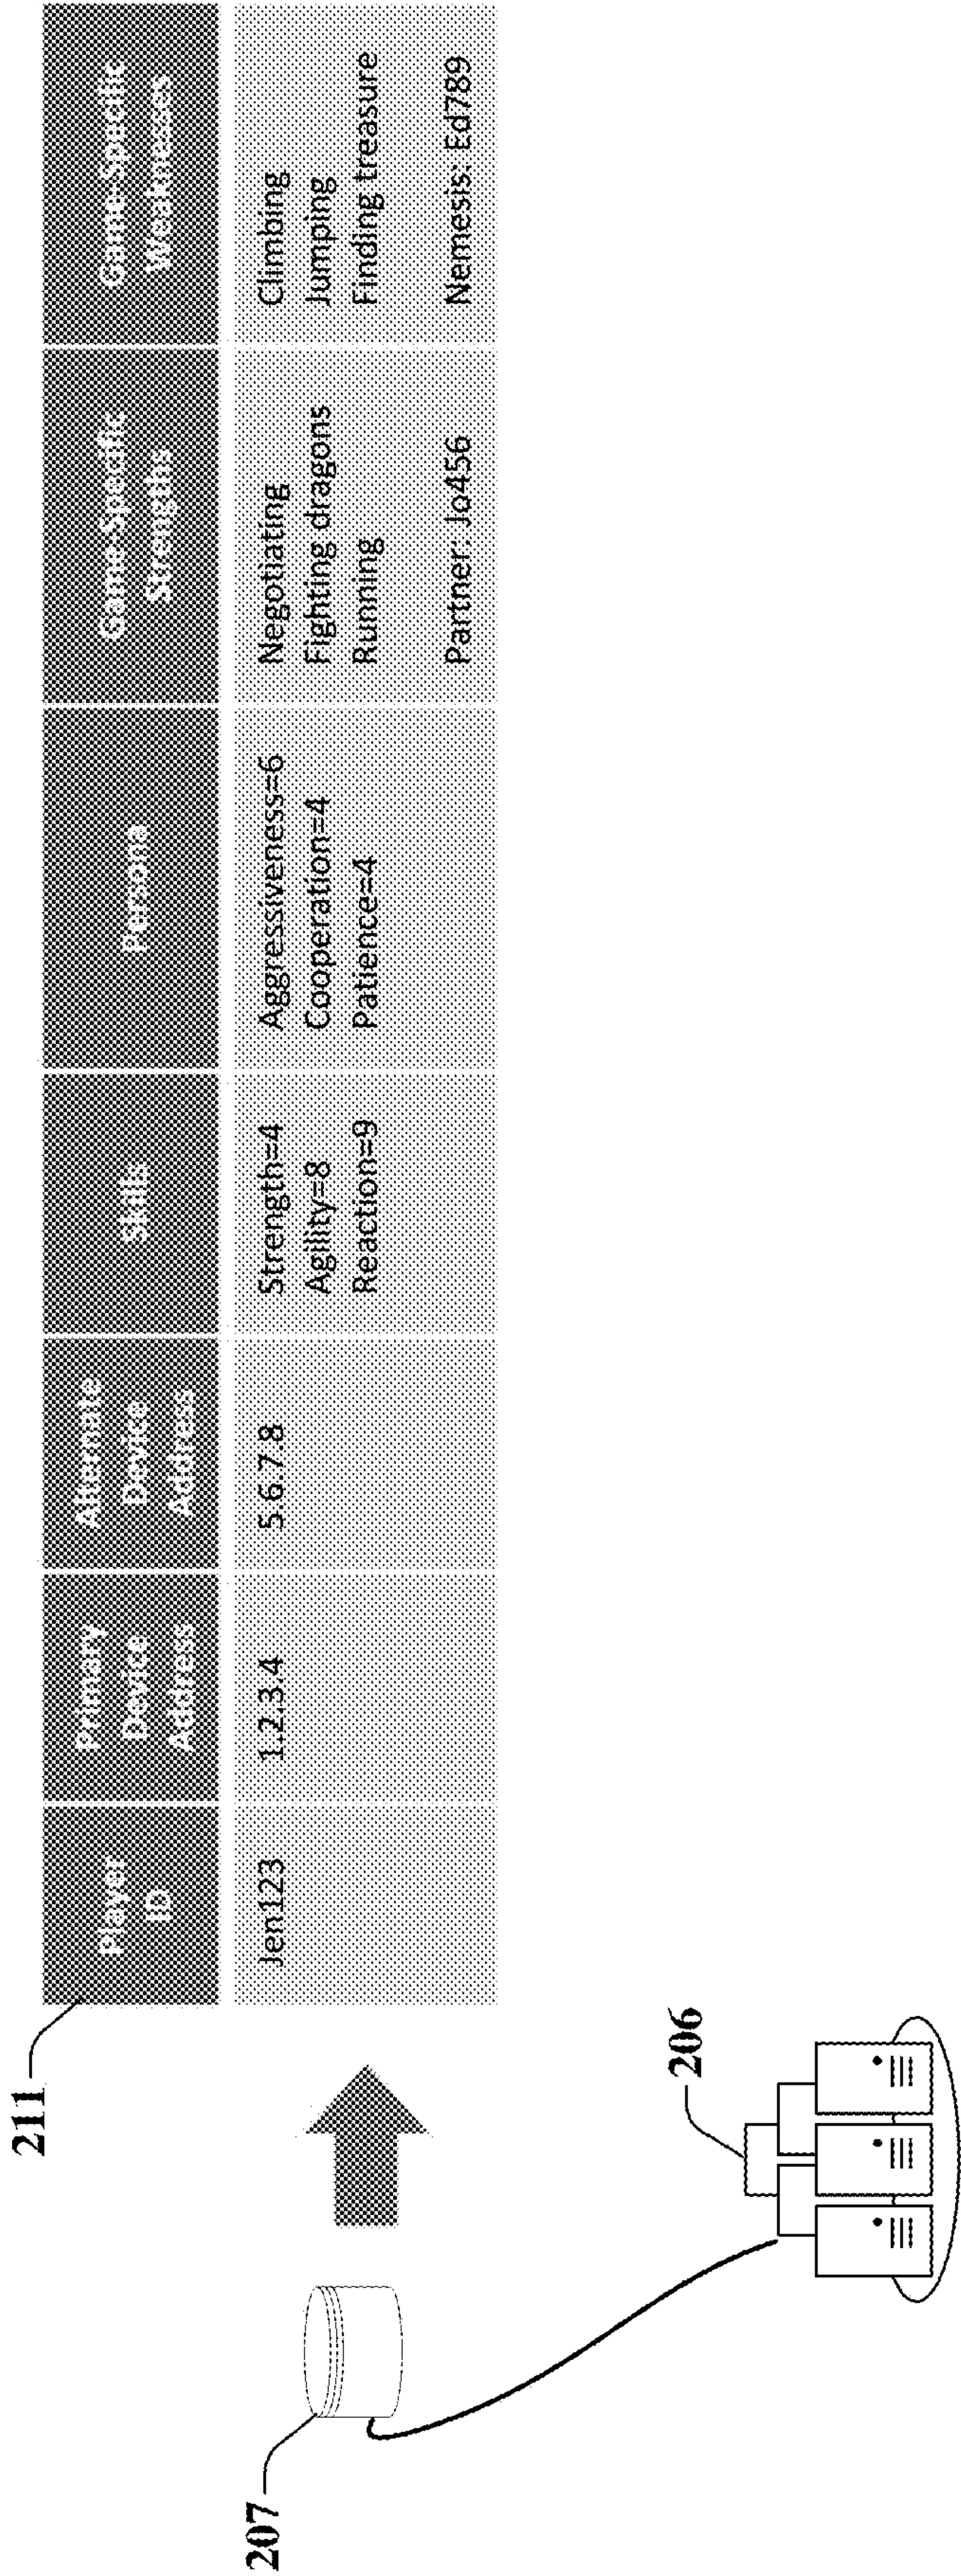 211
Player
ID
Primary
Device
Address
Alternate
Device
Address
Skills
Persona
Game-Specific
Strengths
Game-Specific
Weaknesses
Jen123
1.2.3.4
5.6.7.8
Strength=4
Agility=8
Reaction=9
Aggressiveness=6
Cooperation=4
Patience=4
Negotiating
Fighting dragons
Running
Partner: Jo456
Climbing
Jumping
Finding treasure
Nemesis: Ed789
207
206